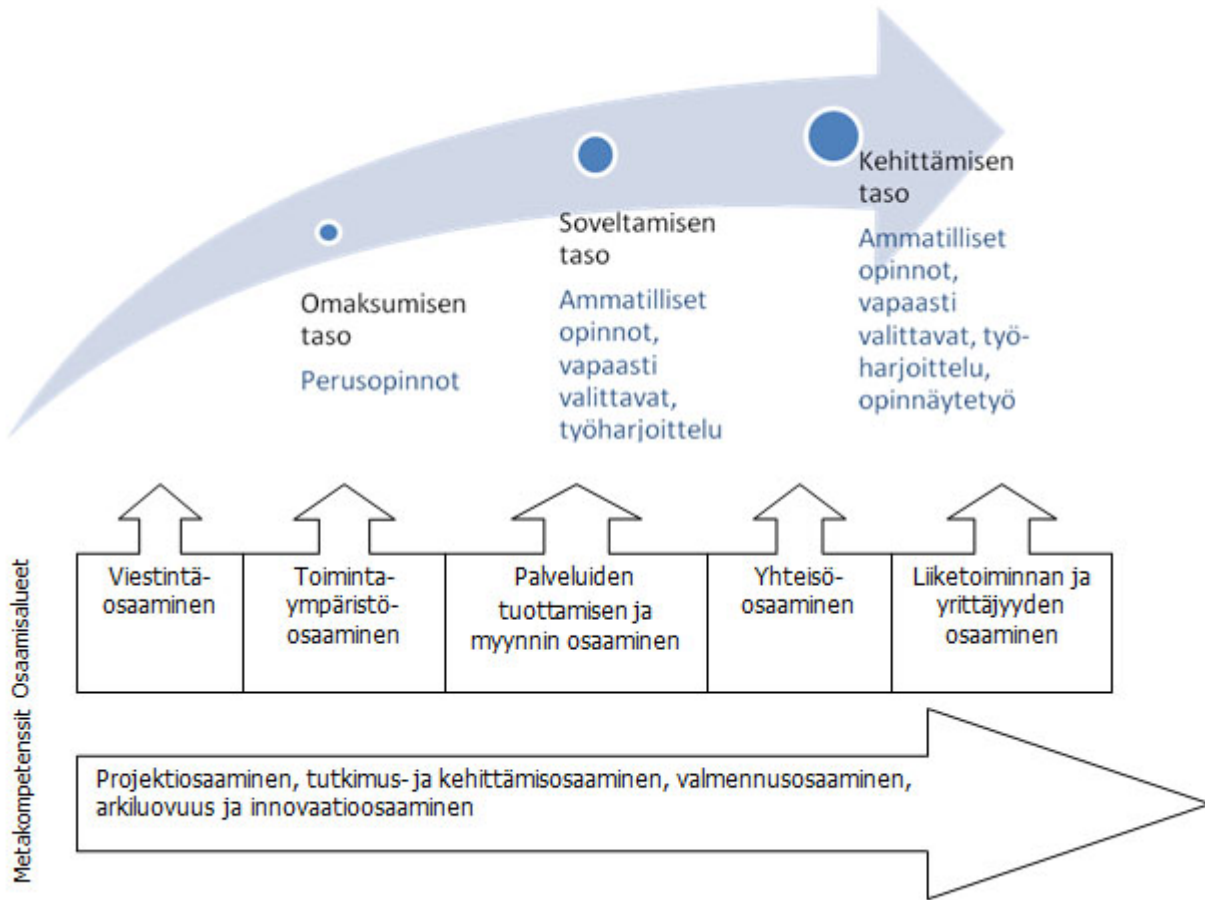 Omaksumisen
taso
Perusopinnot
Soveltamisen
taso
Ammatilliset
opinnot,
vapaasti
valittavat,
työharjoittelu
Kehittämisen
taso
Ammatilliset
opinnot,
vapaasti
valittavat, työ-
harjoittelu,
opinnäytetyö
Osaamisalueet
Viestintä-
osaaminen
Toiminta-
ympäristö-
osaaminen
Palveluiden
tuottamisen ja
myynnin osaaminen
Yhteisö-
osaaminen
Liiketoiminnan ja
yrittäjyyden
osaaminen
Metakompetenssit
Projektiosaaminen, tutkimus- ja kehittämisosaaminen, valmennusosaaminen,
arkiluovuus ja innovaatioosaaminen